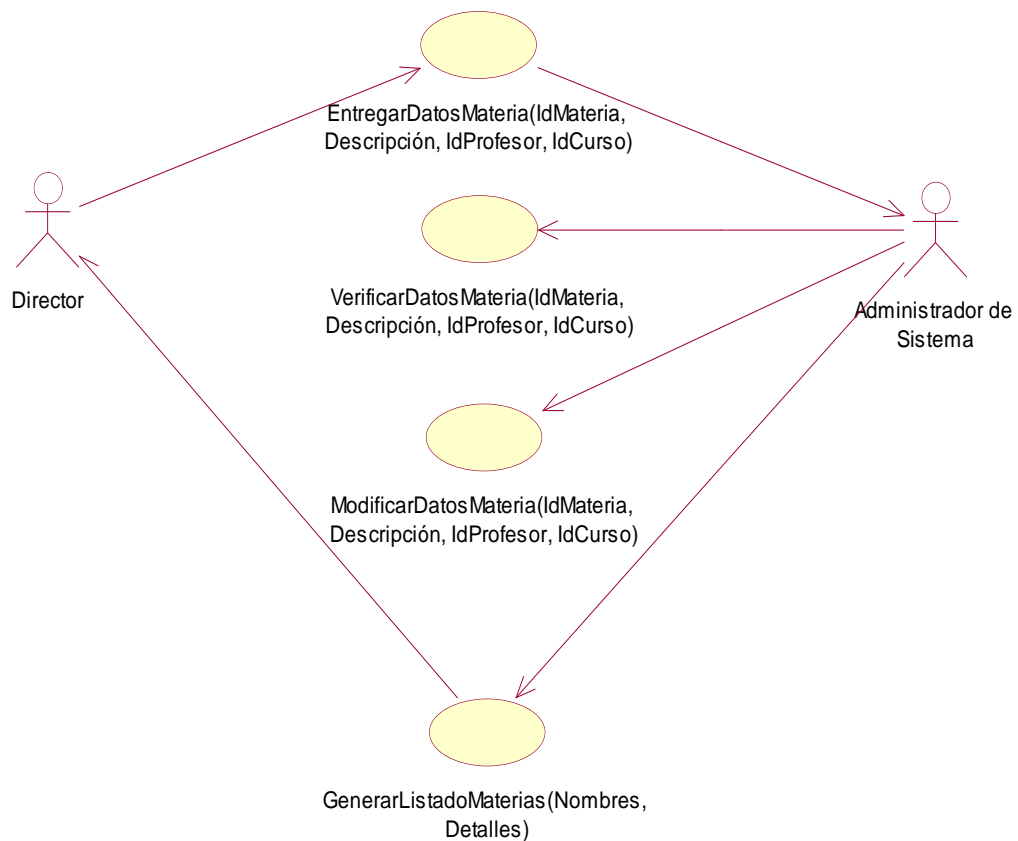 EntregarDatosMateria(IdMateria,
Descripción, IdProfesor, IdCurso)
Director
VerificarDatosMateria(IdMateria,
Descripción, IdProfesor, IdCurso)
Administrador de
Sistema
ModificarDatosMateria(IdMateria,
Descripción, IdProfesor, IdCurso)
GenerarListadoMaterias(Nombres,
Detalles)